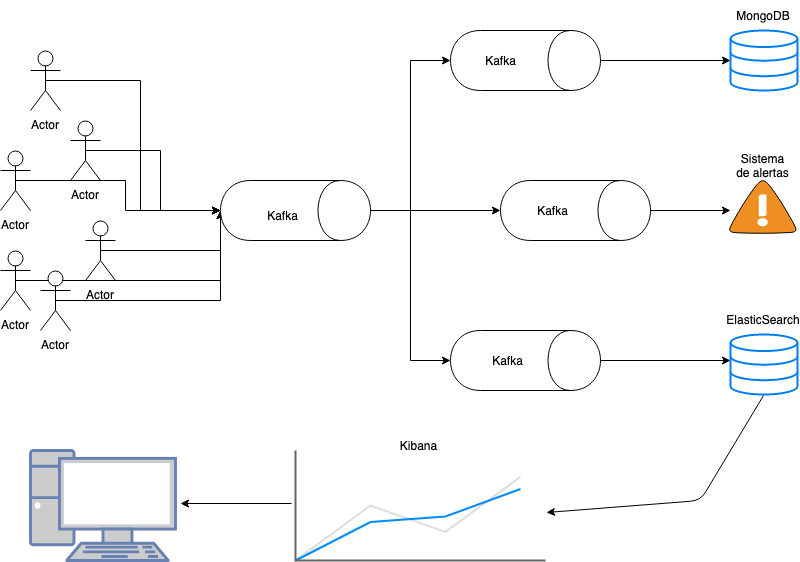 MongoDB
Kafka
Actor
Sistema
de alertas
Actor
Kafka
Kafka
Actor
Actor
ElasticSearch
Actor
Actor
Kafka
Kibana